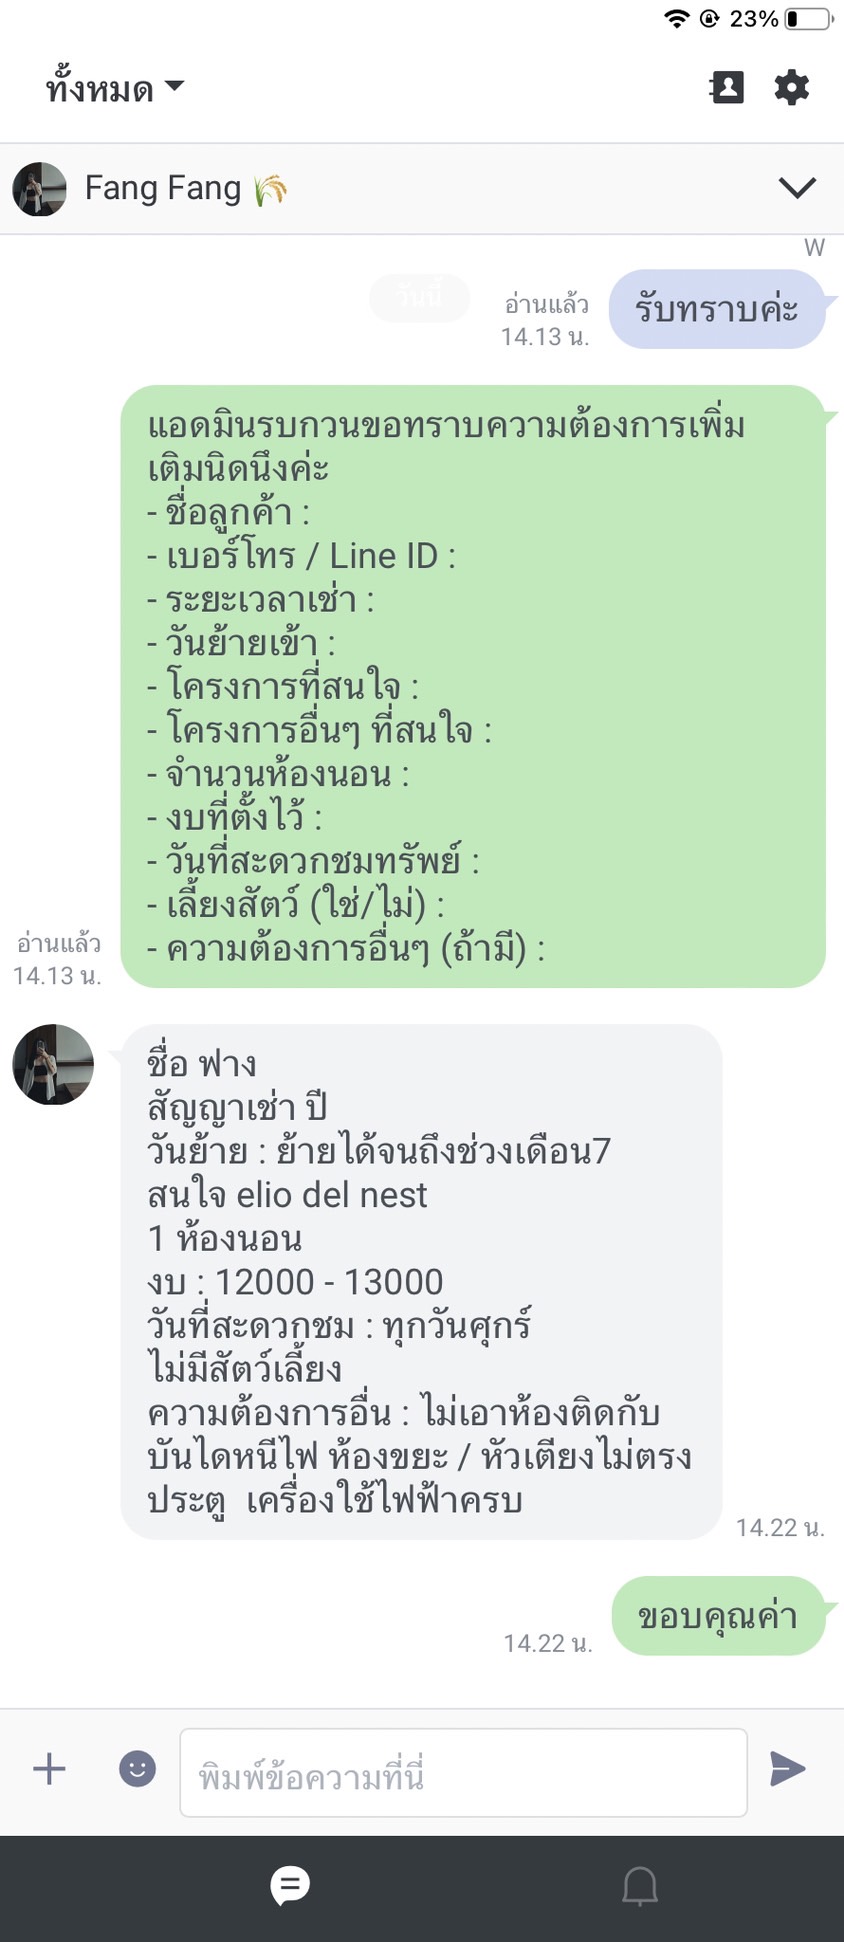 23%
ทั้งหมด
Fang Fang 🌾
W
วันนี้
อ่านแล้ว
14.13 น.
รับทราบค่ะ
แอดมินรบกวนขอทราบความต้องการเพิ่ม
เติมนิดนึงค่ะ
- ชื่อลูกค้า :
- เบอร์โทร / Line ID :
- ระยะเวลาเช่า :
- วันย้ายเข้า :
- โครงการที่สนใจ :
- โครงการอื่นๆ ที่สนใจ :
- จำนวนห้องนอน :
- งบที่ตั้งไว้ :
- วันที่สะดวกชมทรัพย์ :
- เลี้ยงสัตว์ (ใช่/ไม่) :
- ความต้องการอื่นๆ (ถ้ามี) :
อ่านแล้ว
14.13 น.
ชื่อ ฟาง
สัญญาเช่า ปี
วันย้าย : ย้ายได้จนถึงช่วงเดือน7
สนใจ elio del nest
1 ห้องนอน
งบ : 12000 - 13000
วันที่สะดวกชม : ทุกวันศุกร์
ไม่มีสัตว์เลี้ยง
ความต้องการอื่น : ไม่เอาห้องติดกับ
บันไดหนีไฟ ห้องขยะ / หัวเตียงไม่ตรง
ประตู  เครื่องใช้ไฟฟ้าครบ
14.22 น.
ขอบคุณค่า
14.22 น.
พิมพ์ข้อความที่นี่